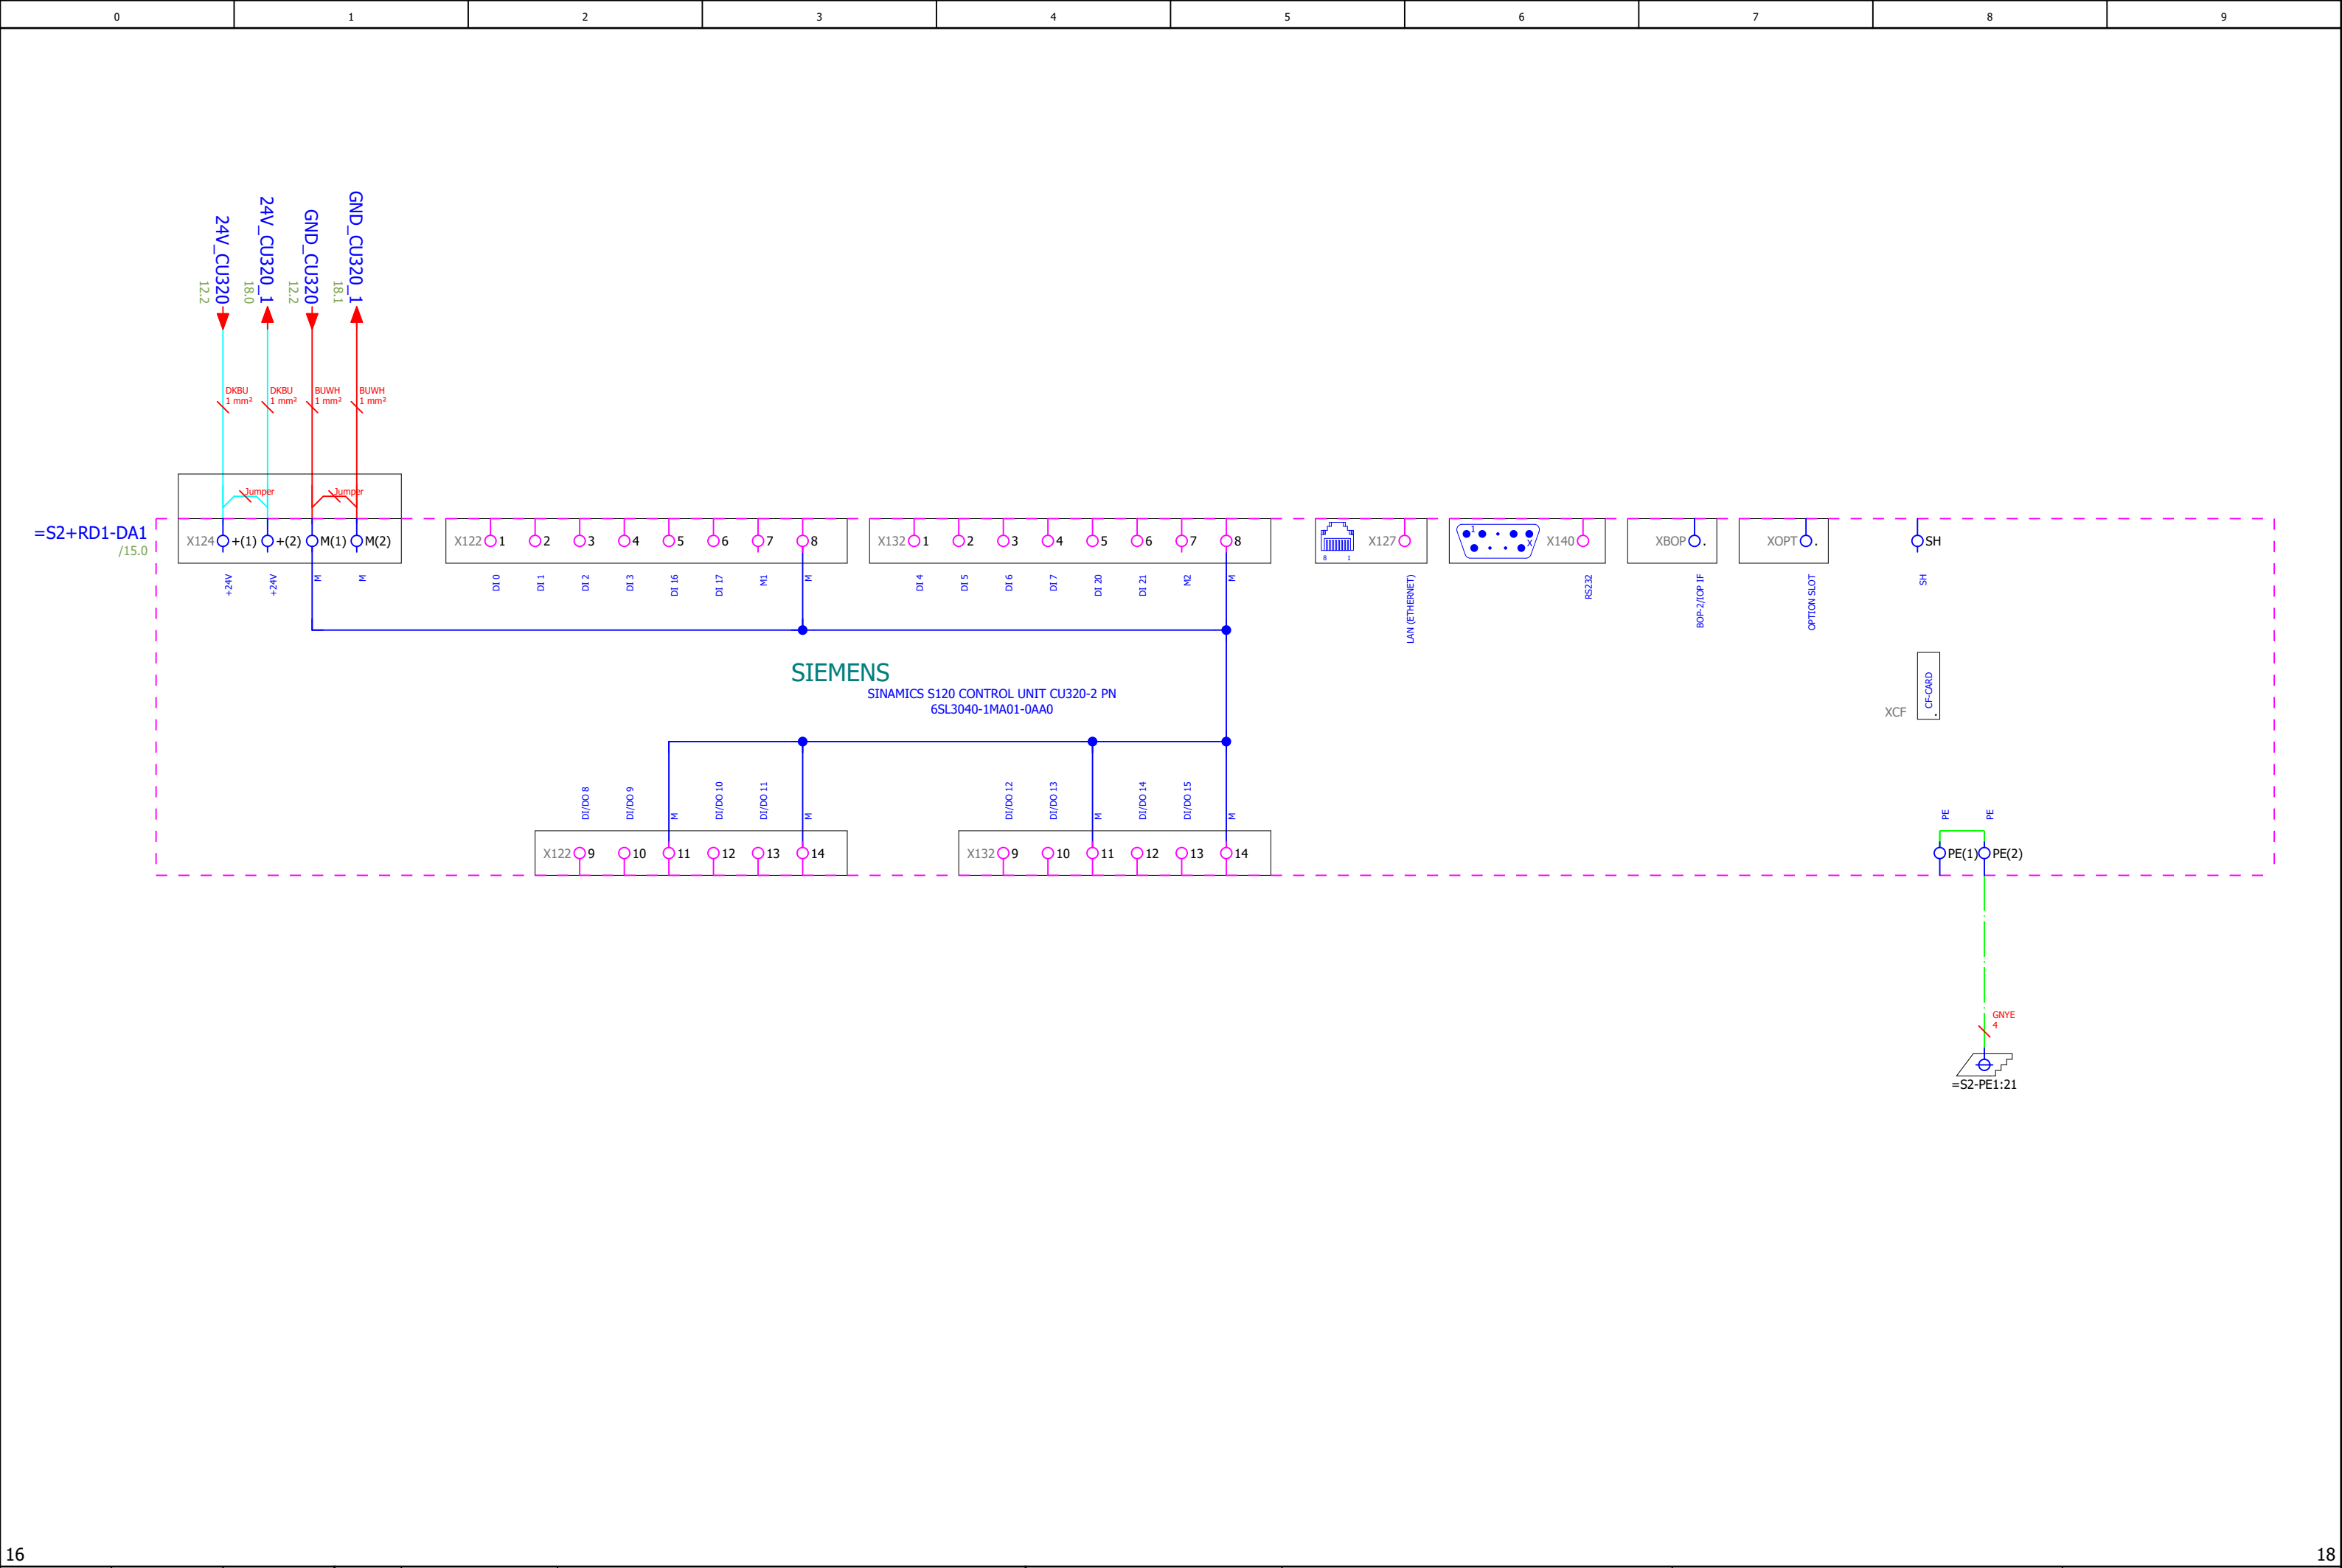 0
1
2
3
4
5
6
7
8
9
24V_CU320
12.2
24V_CU320_1
18.0
GND_CU320
12.2
GND_CU320_1
18.1
DKBU
1 mm²
DKBU
1 mm²
BUWH
1 mm²
BUWH
1 mm²
Jumper
Jumper
=S2+RD1-DA1
/15.0
X124
+(1)
+(2)
M(1)
M(2)
+24V
+24V
M
M
X122
1
2
3
4
5
6
7
8
DI 0
DI 1
DI 2
DI 3
DI 16
DI 17
M1
M
X132
1
2
3
4
5
6
7
8
DI 4
DI 5
DI 6
DI 7
DI 20
DI 21
M2
M
8
1
X127
LAN (ETHERNET)
1
X
X140
RS232
XBOP
.
BOP-2/IOP IF
XOPT
.
OPTION SLOT
SH
SH
SIEMENS
SINAMICS S120 CONTROL UNIT CU320-2 PN
6SL3040-1MA01-0AA0
XCF
CF-CARD
.
DI/DO 8
DI/DO 9
M
DI/DO 10
DI/DO 11
M
X122
9
10
11
12
13
14
DI/DO 12
DI/DO 13
M
DI/DO 14
DI/DO 15
M
X132
9
10
11
12
13
14
PE
PE
PE(1)
PE(2)
GNYE
4
=S2-PE1:21
16
18